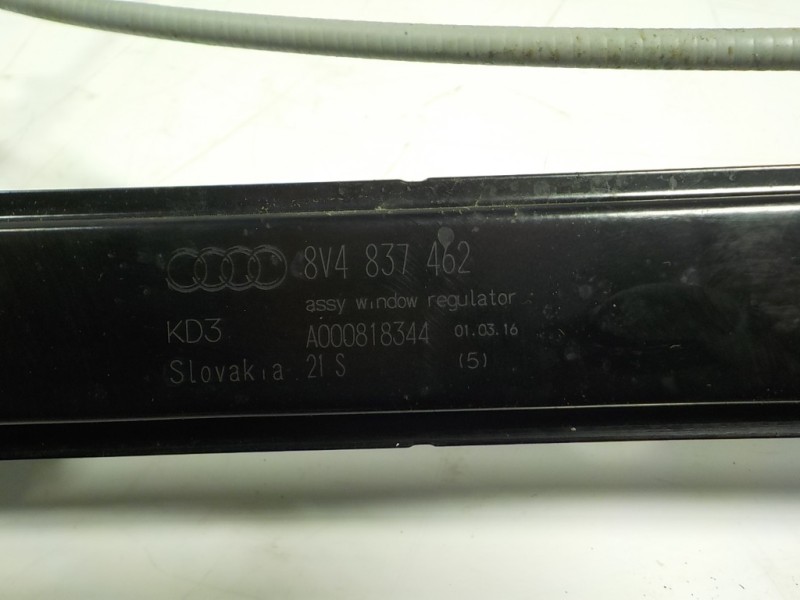 8V4 837 462
assy window regulator
KD3 A000818344 01.03.16
Slovakia 21 S (5)